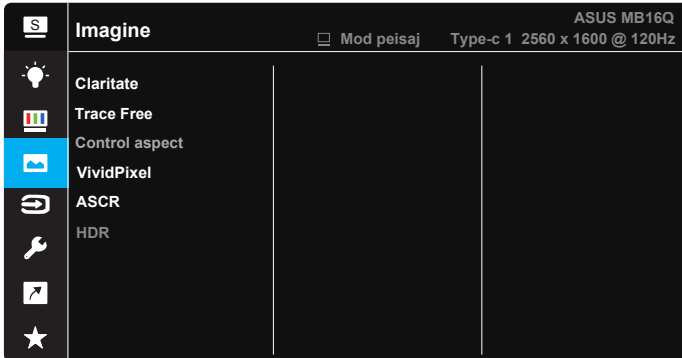 S
Imagine
ASUS MB16Q
Mod peisaj Type-c 1 2560 x 1600 @ 120Hz
Claritate
Trace Free
Control aspect
VividPixel
ASCR
HDR